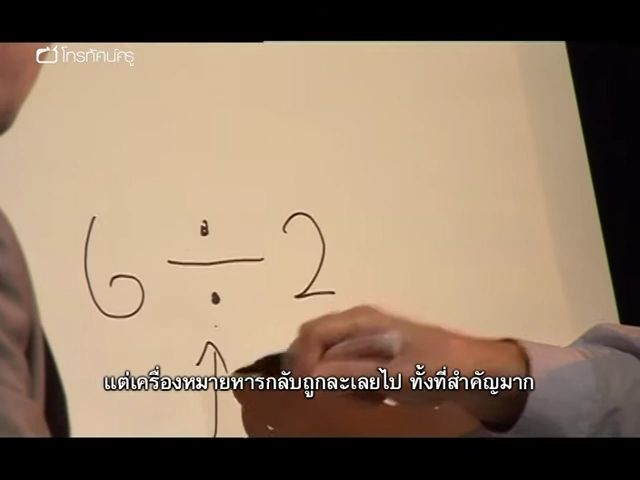 โทรทัศน์ครู
6 ÷ 2
แต่เครื่องหมายหารกลับถูกละเลยไป ทั้งที่สำคัญมาก